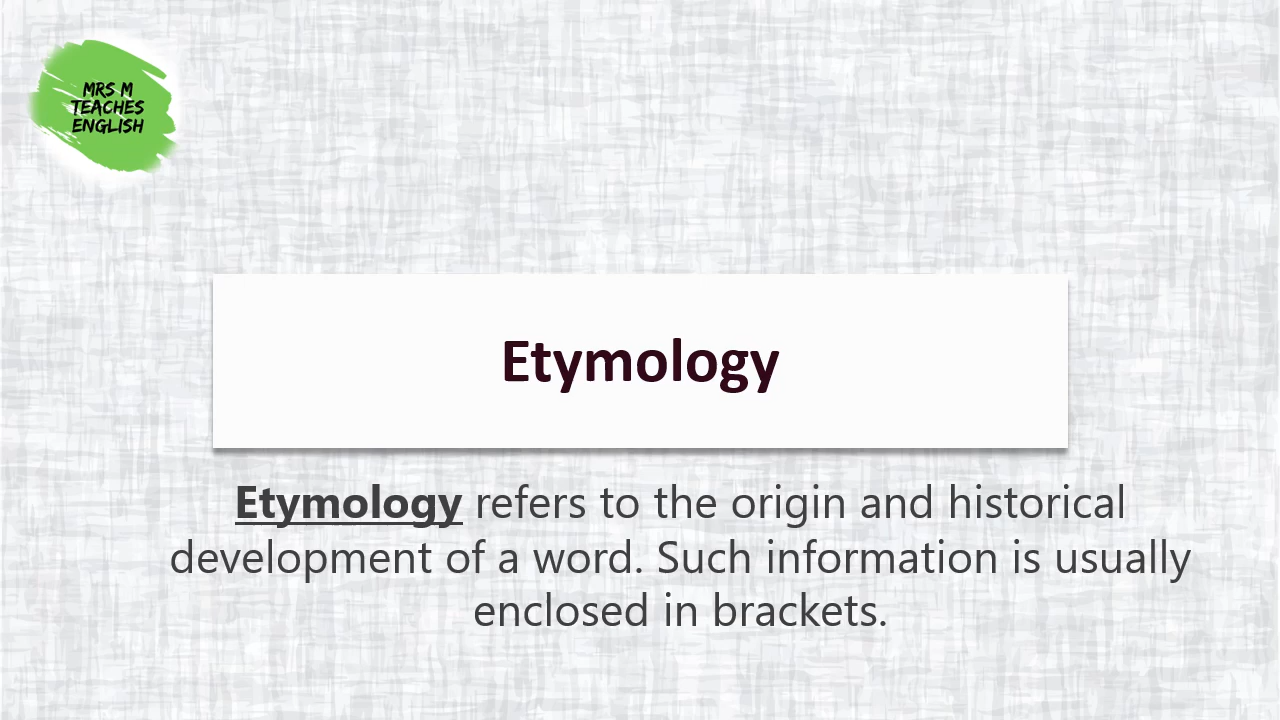 MRS M
TEACHES
ENGLISH
Etymology
Etymology refers to the origin and historical
development of a word. Such information is usually
enclosed in brackets.